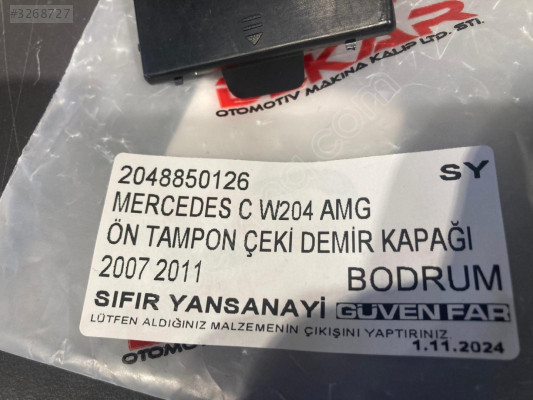 #3268727
OTOMOTİV MAKİNA KALIP LTD. ŞTİ.
2048850126 SY
MERCEDES C W204 AMG
ÖN TAMPON ÇEKİ DEMİR KAPAĞI
2007 2011 BODRUM
SIFIR YANSANAYİ GÜVEN FAR
LÜTFEN ALDIĞINIZ MALZEMENİN ÇIKIŞINI YAPTIRINIZ
1.11.2024
OTOMOTİV